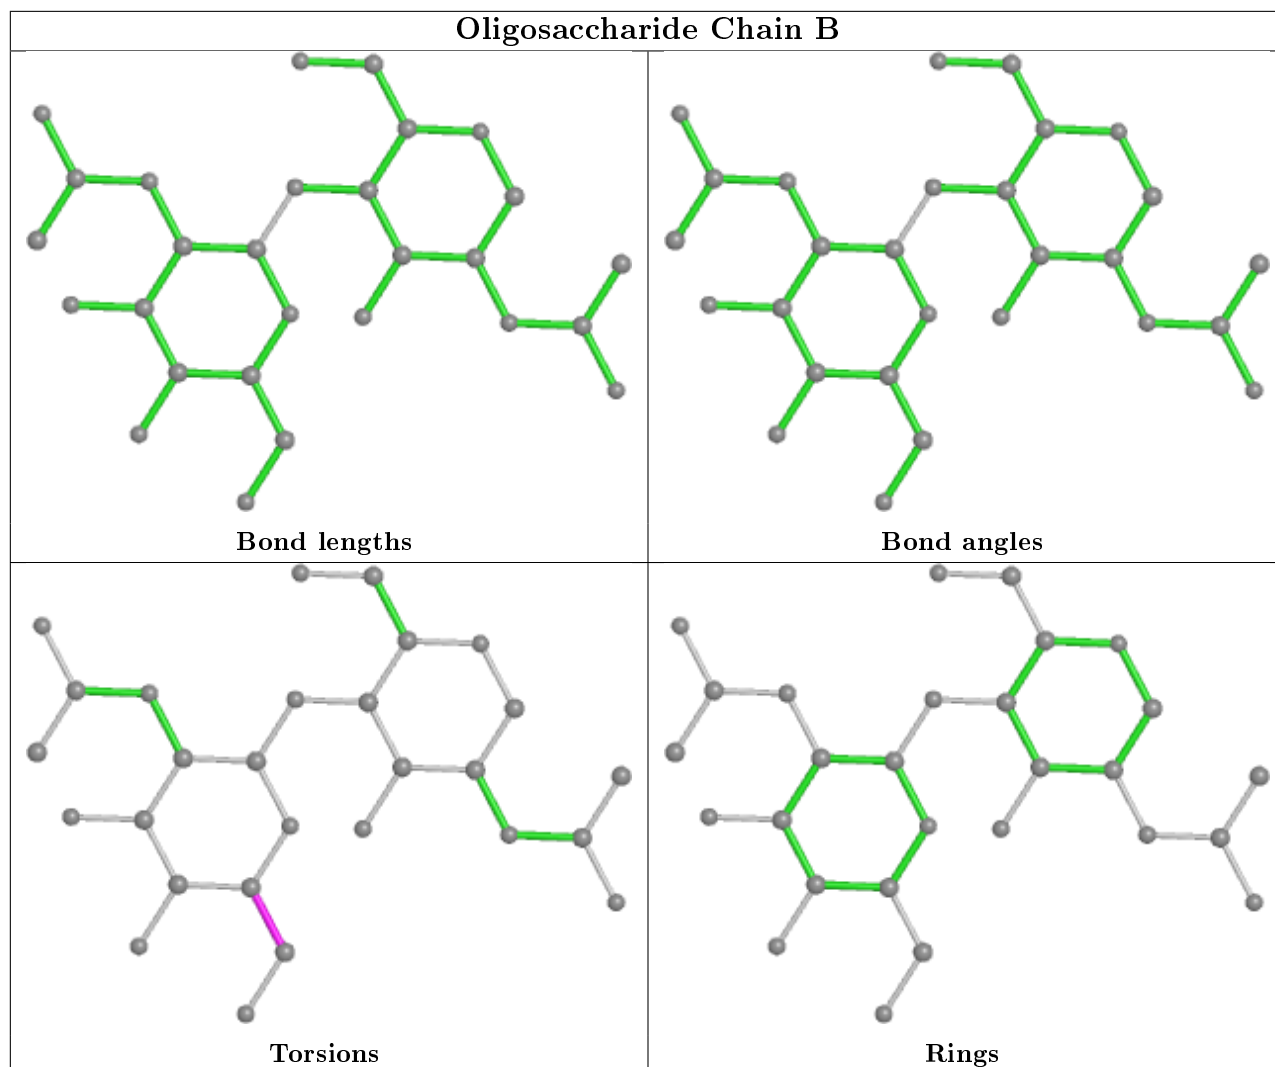 Oligosaccharide Chain B
Bond lengths
Bond angles
Torsions
Rings